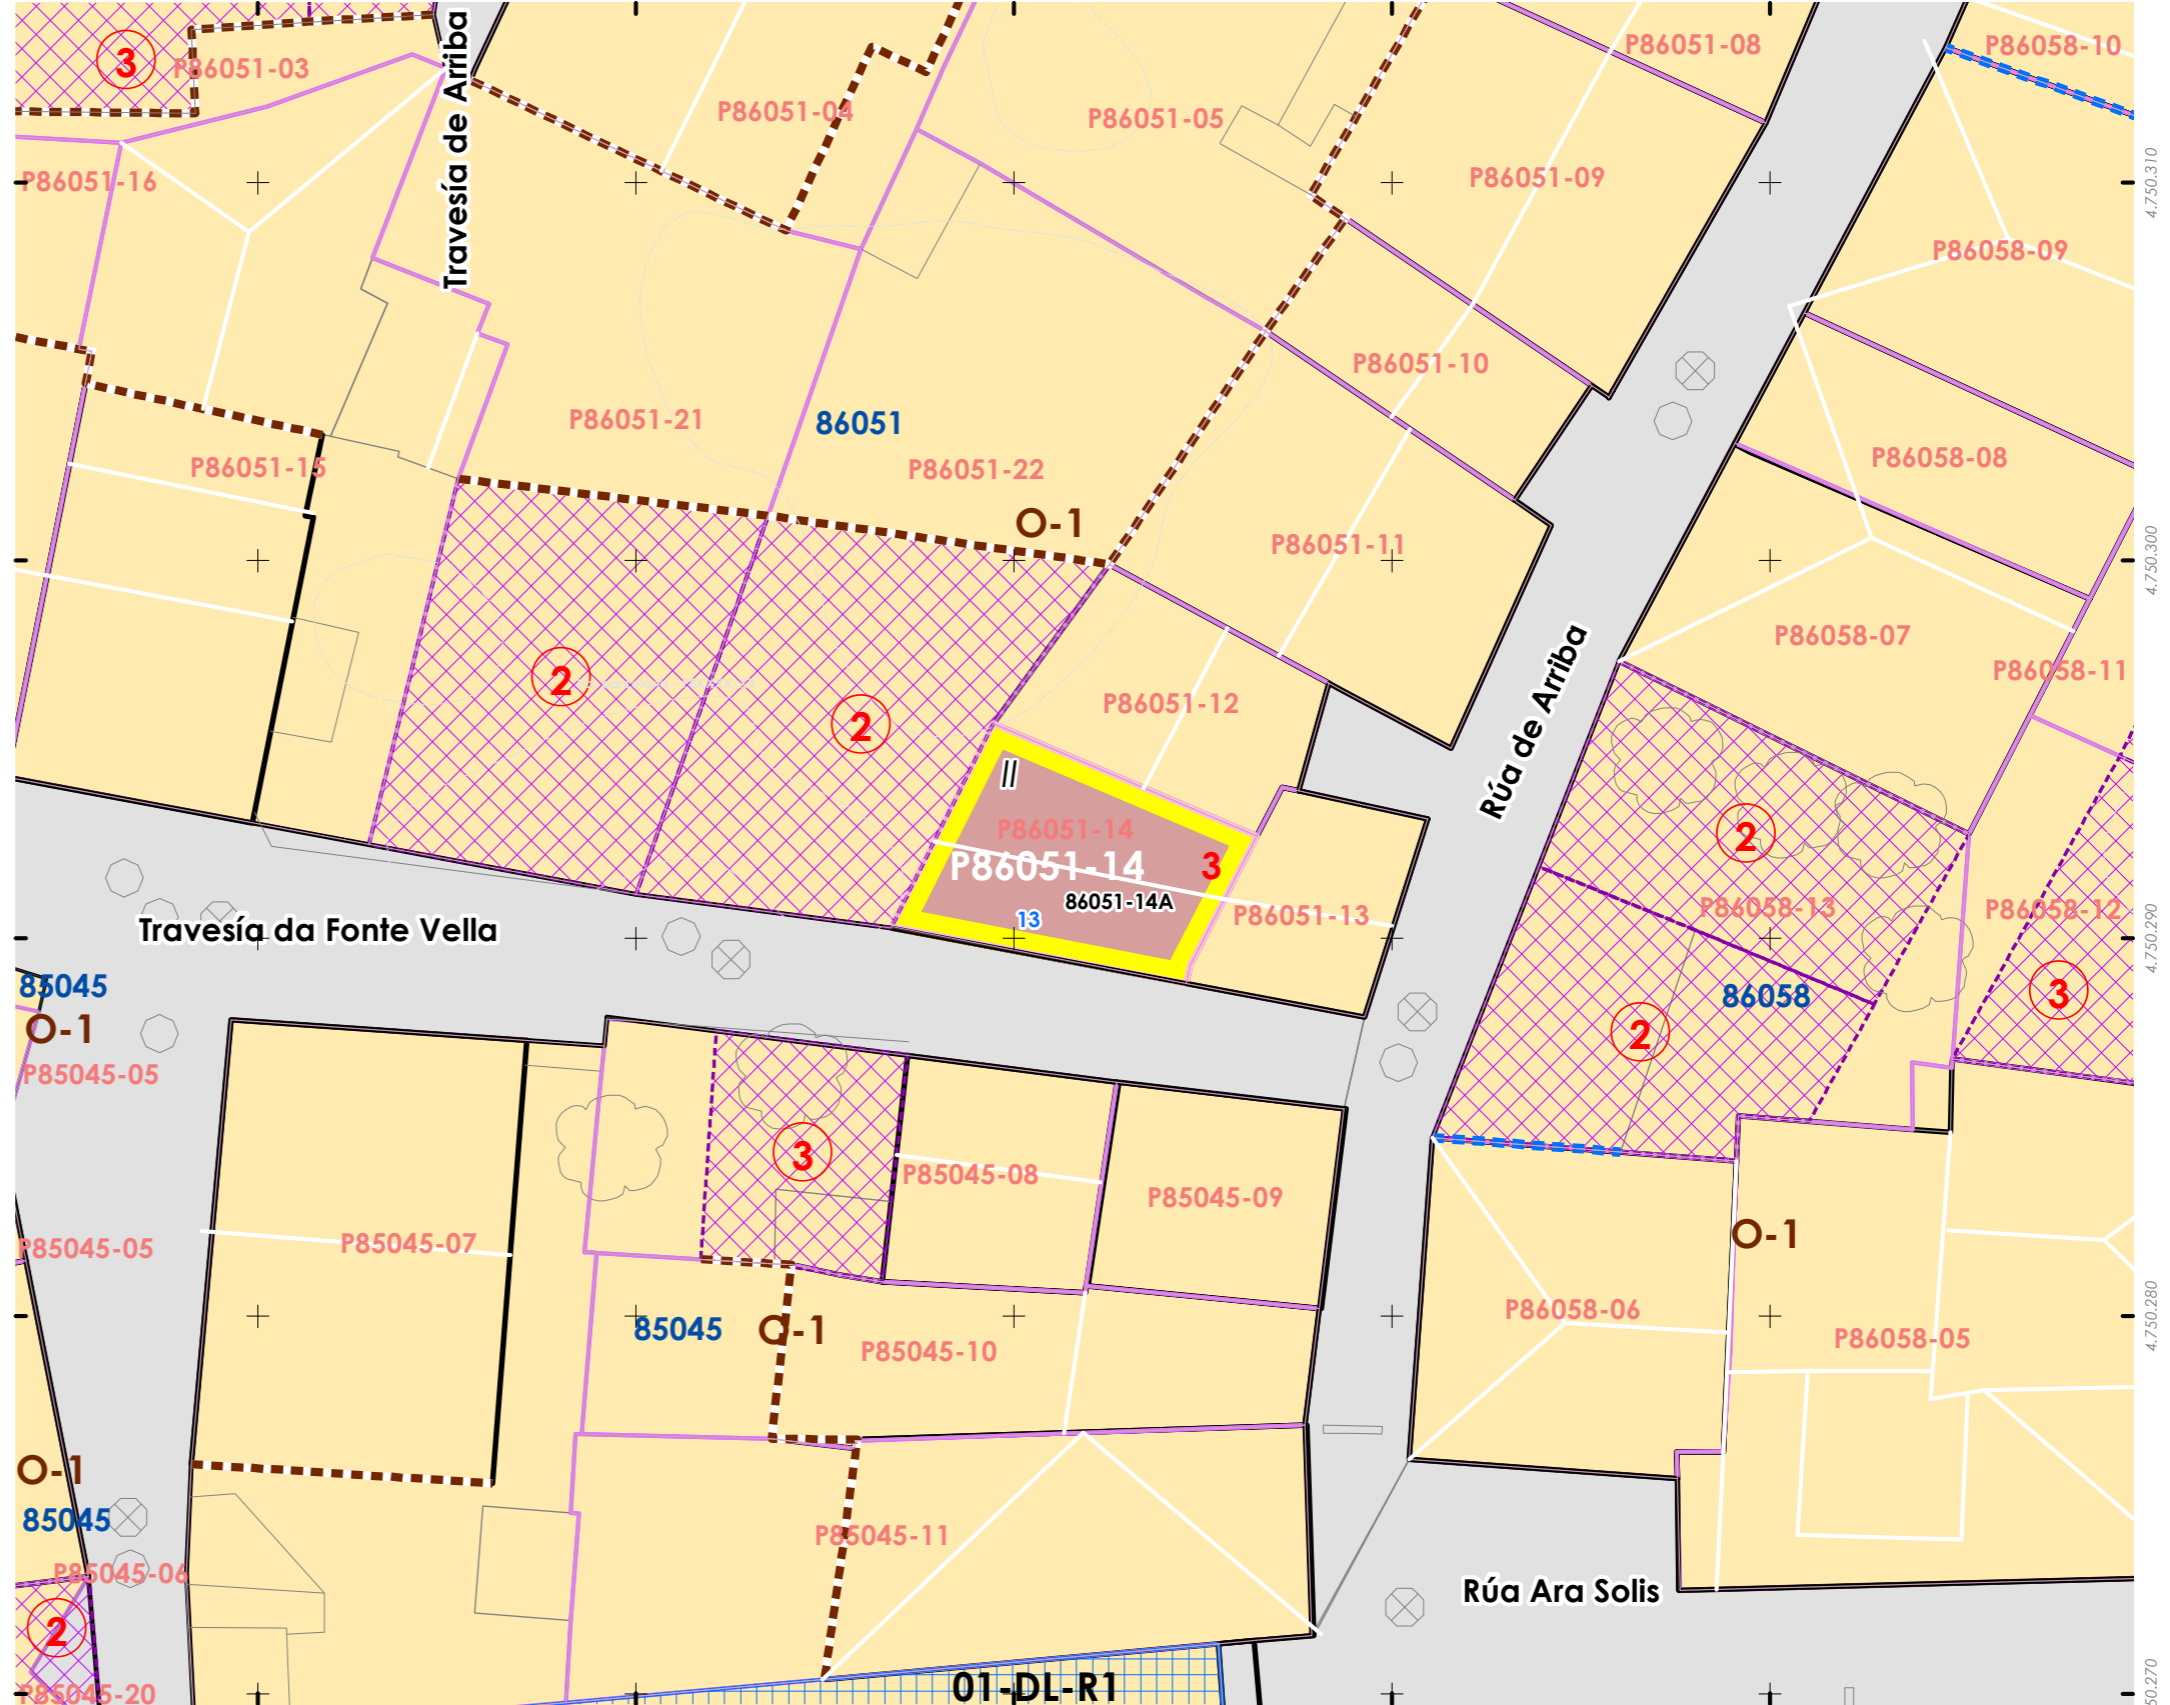 P86051-03
3
Travesía de Arriba
P86051-04
P86051-05
P86051-08
P86058-10
P86051-16
P86051-09
4.750.310
P86058-09
P86051-10
P86051-21
86051
P86051-22
P86051-15
P86058-08
O-1
P86051-11
4.750.300
P86058-07
P86058-11
Rúa de Arriba
2
2
P86051-12
II
P86051-14
P86051-14
3
86051-14A
13
P86051-13
2
P86058-13
P86058-12
4.750.290
Travesía da Fonte Vella
85045
O-1
P85045-05
86058
3
2
3
P85045-08
P85045-09
P85045-05
P85045-07
O-1
85045
O-1
P85045-10
P86058-06
P86058-05
4.750.280
O-1
85045
P85045-11
P85045-06
Rúa Ara Solis
2
P85045-20
01-DL-R1
50.270